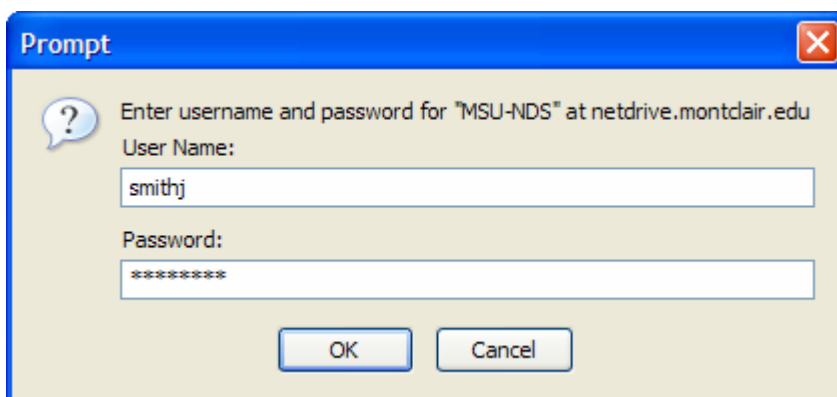 Prompt
Enter username and password for "MSU-NDS" at netdrive.montclair.edu
User Name:
smithj
Password:
********
OK
Cancel